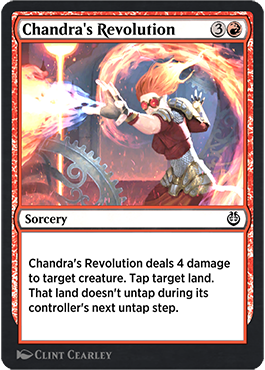 Chandra's Revolution 3
Sorcery
Chandra's Revolution deals 4 damage
to target creature. Tap target land.
That land doesn't untap during its
controller's next untap step.
CLINT CEARLEY